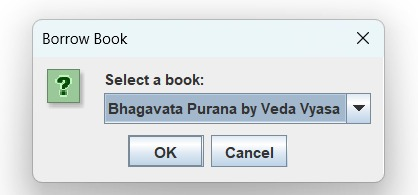 Borrow Book
?
Select a book:
Bhagavata Purana by Veda Vyasa
OK
Cancel